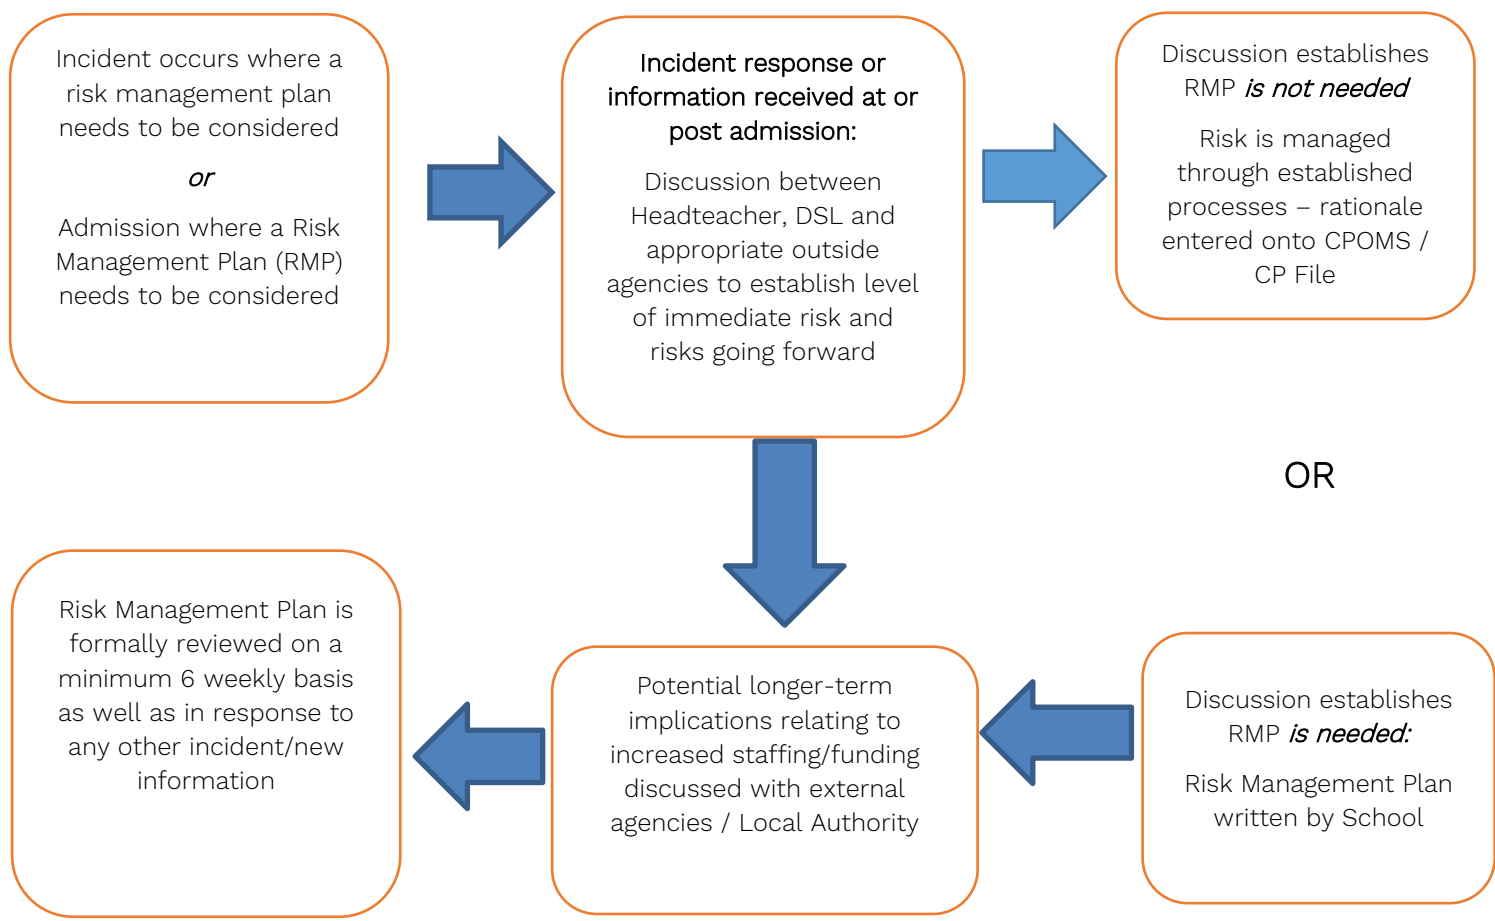 Incident occurs where a
risk management plan
needs to be considered
or
Admission where a Risk
Management Plan (RMP)
needs to be considered
Incident response or
information received at or
post admission:
Discussion between
Headteacher, DSL and
appropriate outside
agencies to establish level
of immediate risk and
risks going forward
Discussion establishes
RMP is not needed
Risk is managed
through established
processes – rationale
entered onto CPOMS /
CP File
OR
Discussion establishes
RMP is needed:
Risk Management Plan
written by School
Potential longer-term
implications relating to
increased staffing/funding
discussed with external
agencies / Local Authority
Risk Management Plan is
formally reviewed on a
minimum 6 weekly basis
as well as in response to
any other incident/new
information